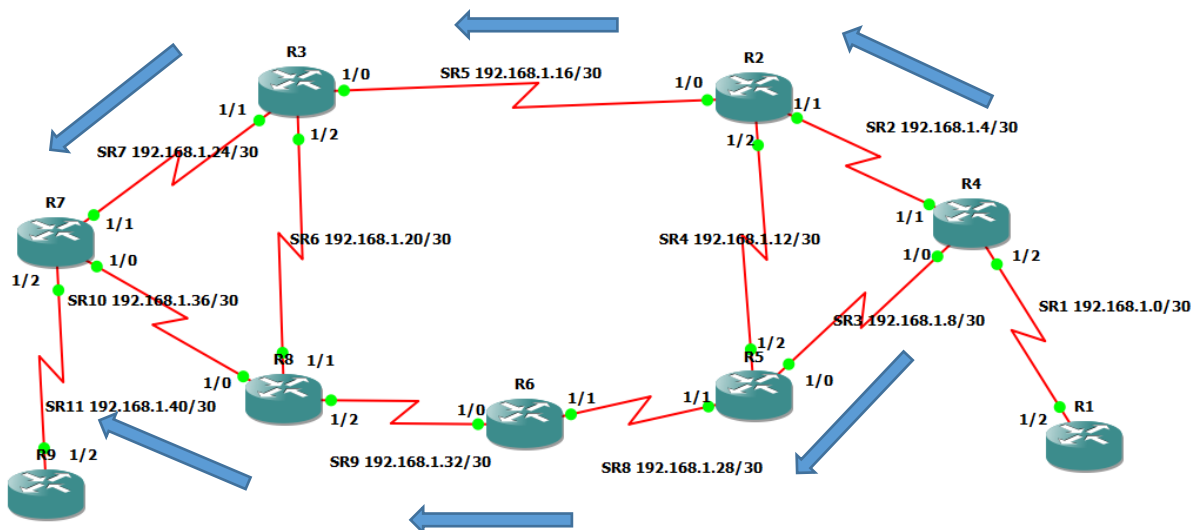 R3
1/0
SR5 192.168.1.16/30
1/0
R2
1/1
1/1
1/2
SR2 192.168.1.4/30
1/2
SR7 192.168.1.24/30
R4
R7
1/1
1/1
SR6 192.168.1.20/30
SR4 192.168.1.12/30
1/0
1/0
1/2
1/2
SR10 192.168.1.36/30
SR1 192.168.1.0/30
SR3 192.168.1.8/30
1/2
R8
1/1
R5
1/0
1/0
R6
1/1
1/1
SR11 192.168.1.40/30
1/2
1/0
1/2
R1
R9
1/2
SR9 192.168.1.32/30
SR8 192.168.1.28/30